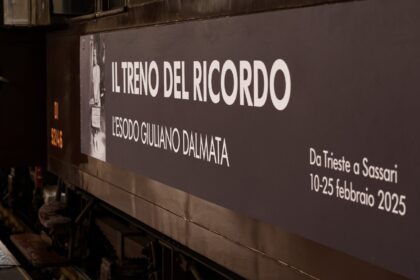 IL TRENO DEL RICORDO
L'ESODO GIULIANO DALMATA
Da Trieste a Sassari
10-25 febbraio 2025